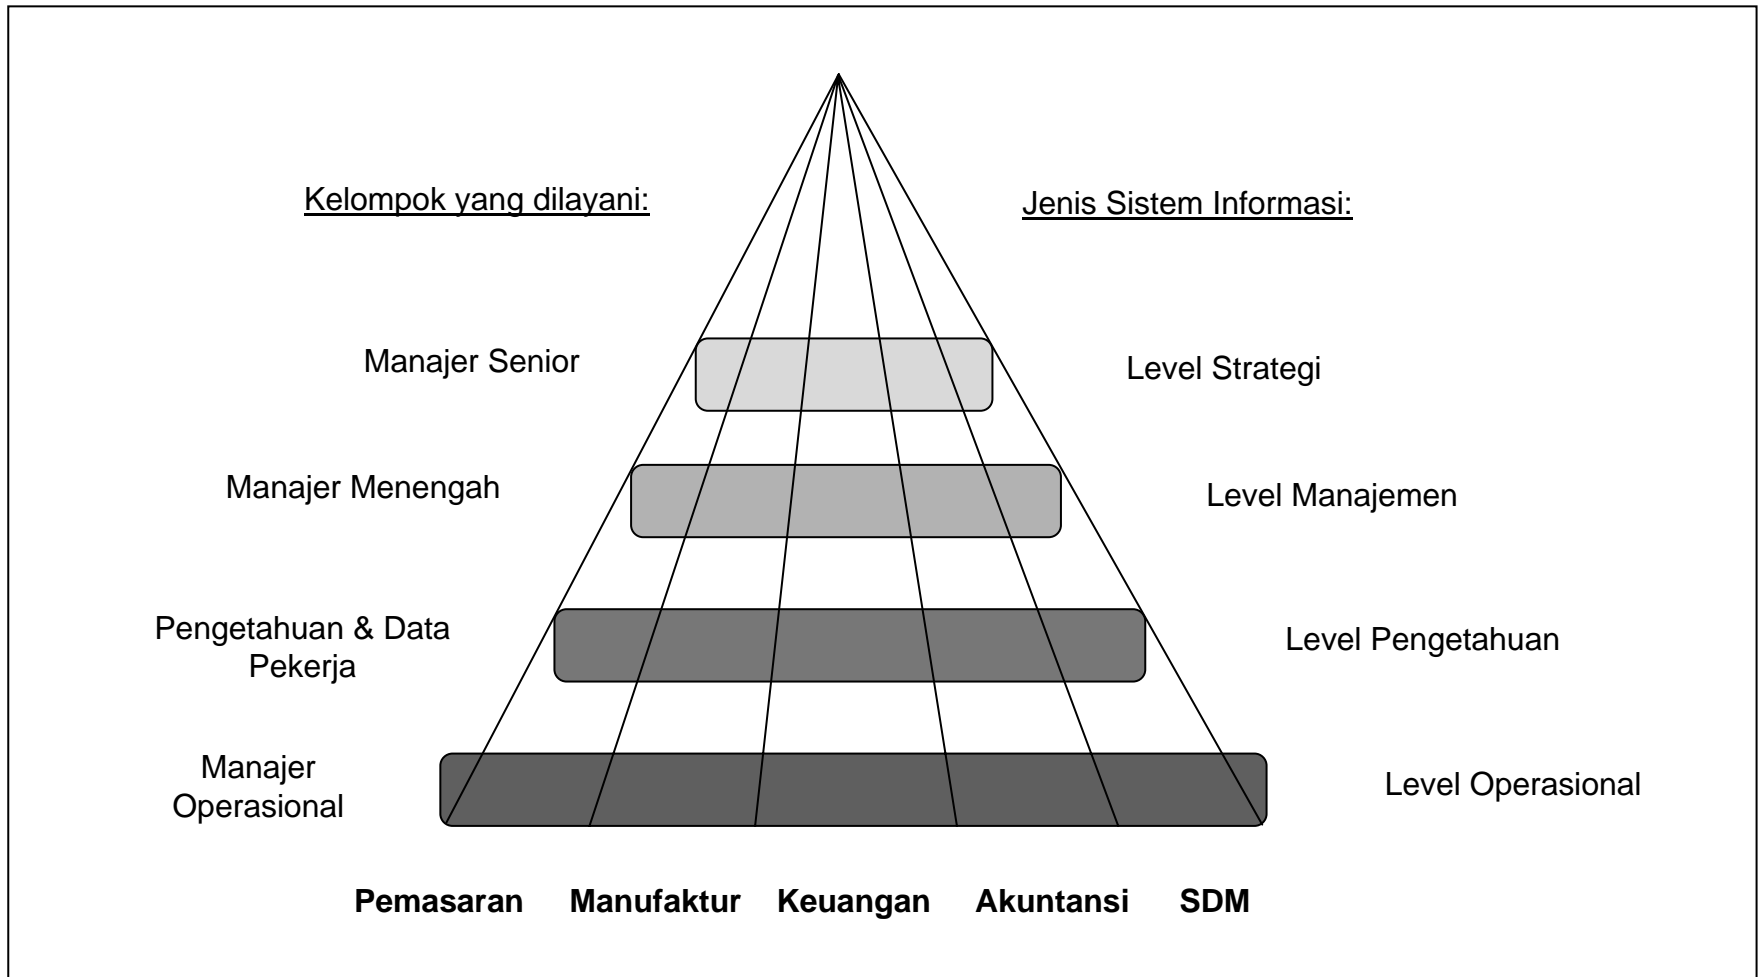 Kelompok yang dilayani:
Jenis Sistem Informasi:
Manajer Senior
Level Strategi
Manajer Menengah
Level Manajemen
Pengetahuan & Data
Pekerja
Level Pengetahuan
Manajer
Operasional
Level Operasional
Pemasaran Manufaktur Keuangan Akuntansi SDM